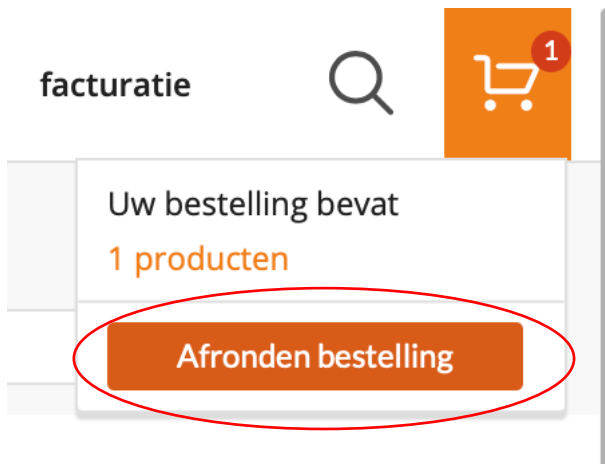 facturatie
1
Uw bestelling bevat
1 producten
Afronden bestelling